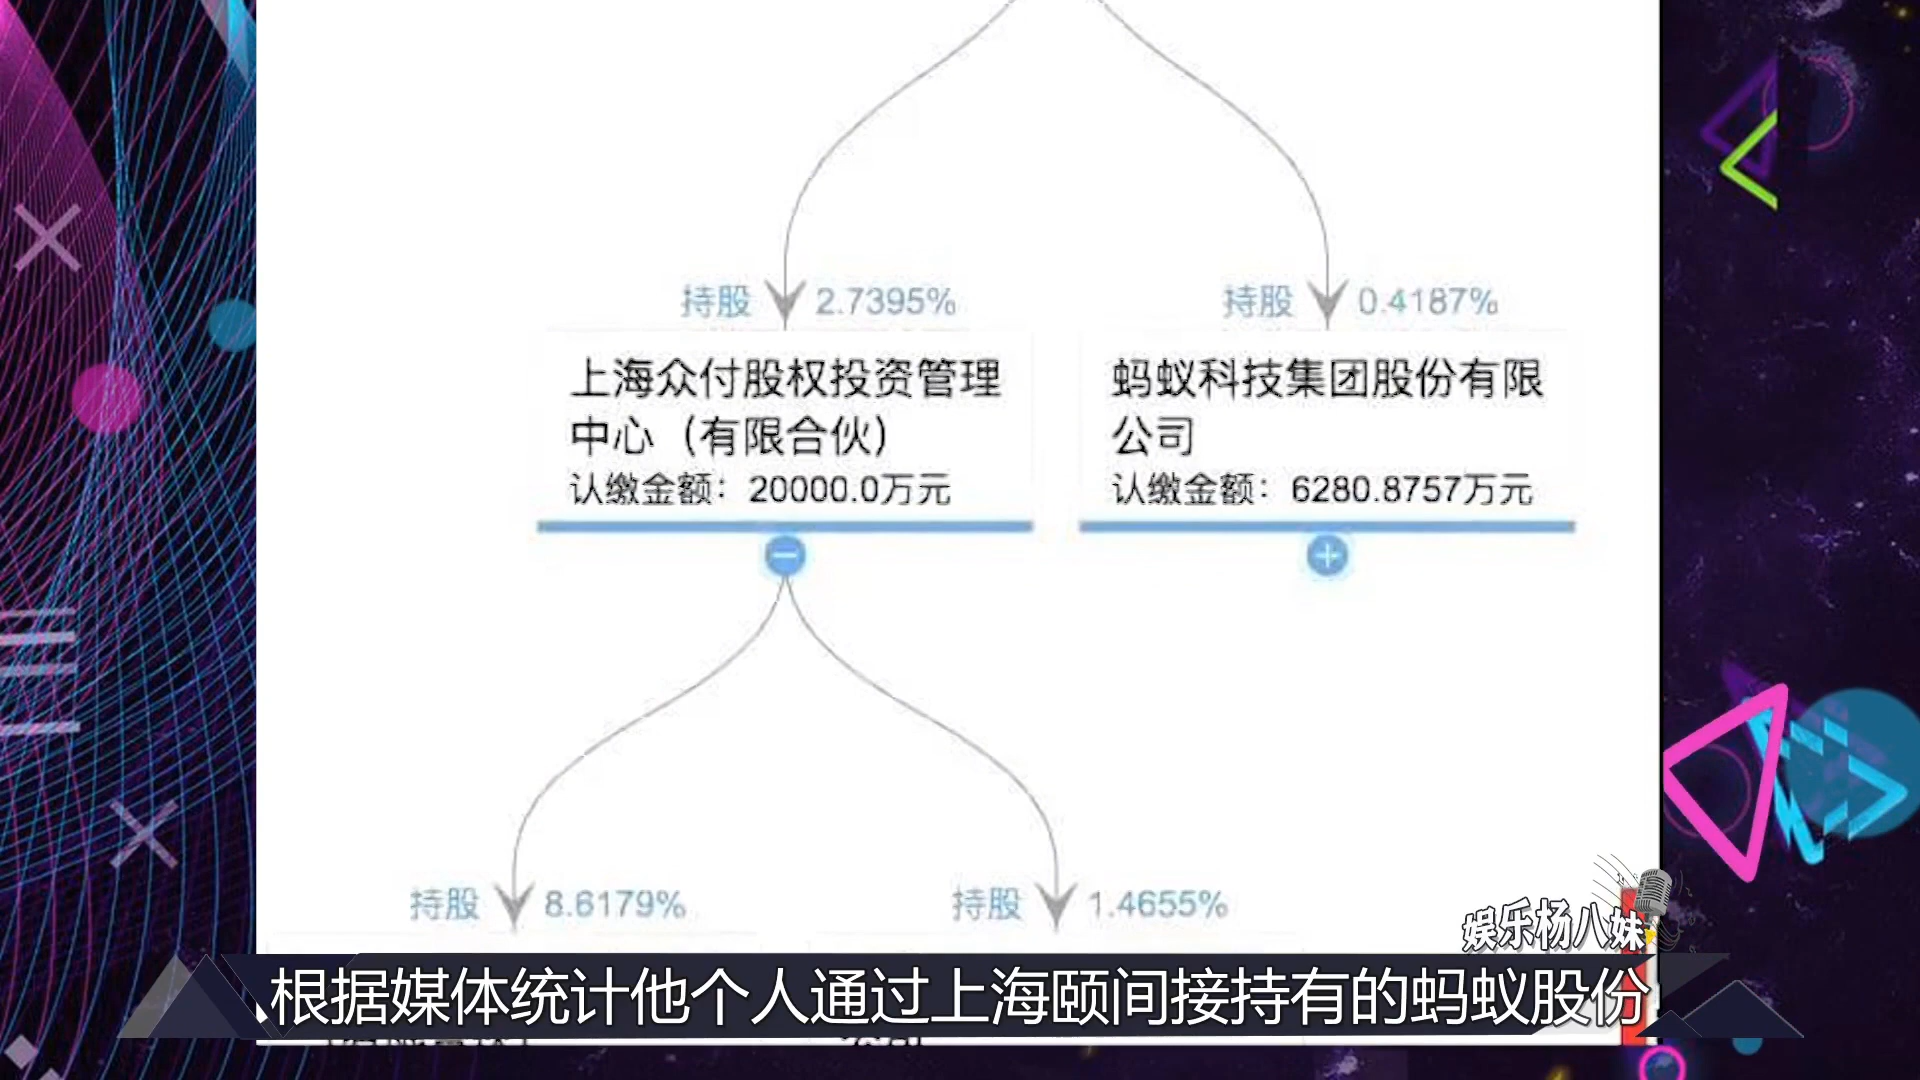 持股 2.7395%
持股 0.4187%
上海众付股权投资管理
中心（有限合伙）
认缴金额：20000.0万元
蚂蚁科技集团股份有限
公司
认缴金额：6280.8757万元
持股 8.6179%
持股 1.4655%
娱乐杨八妹
根据媒体统计他个人通过上海颐间接持有的蚂蚁股份